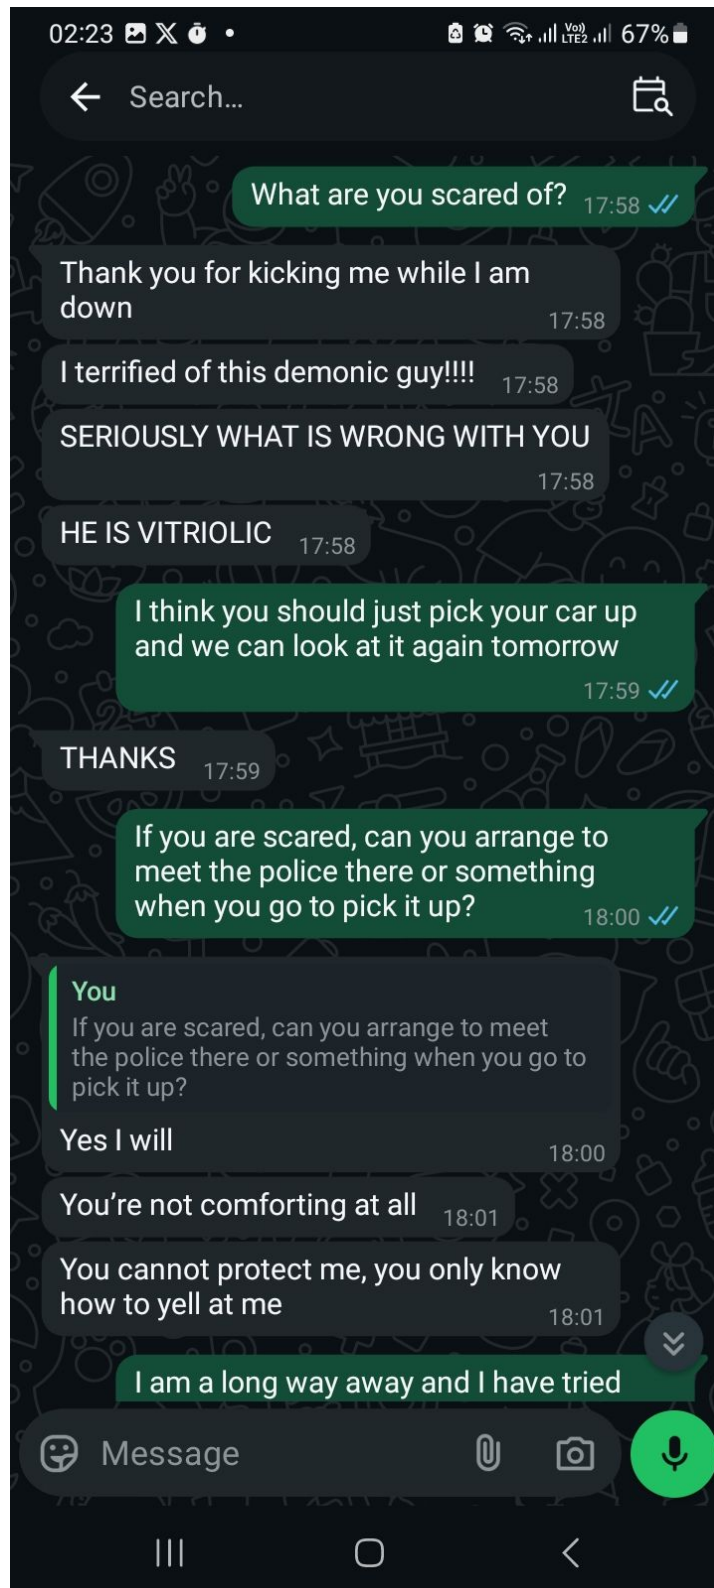 02:23
Vo)) LTE2 67%
Search...
What are you scared of? 17:58
Thank you for kicking me while I am
down 17:58
I terrified of this demonic guy!!!! 17:58
SERIOUSLY WHAT IS WRONG WITH YOU
17:58
HE IS VITRIOLIC 17:58
I think you should just pick your car up
and we can look at it again tomorrow
17:59
THANKS 17:59
If you are scared, can you arrange to
meet the police there or something
when you go to pick it up? 18:00
You
If you are scared, can you arrange to meet
the police there or something when you go to
pick it up?
Yes I will 18:00
You're not comforting at all 18:01
You cannot protect me, you only know
how to yell at me 18:01
I am a long way away and I have tried
Message